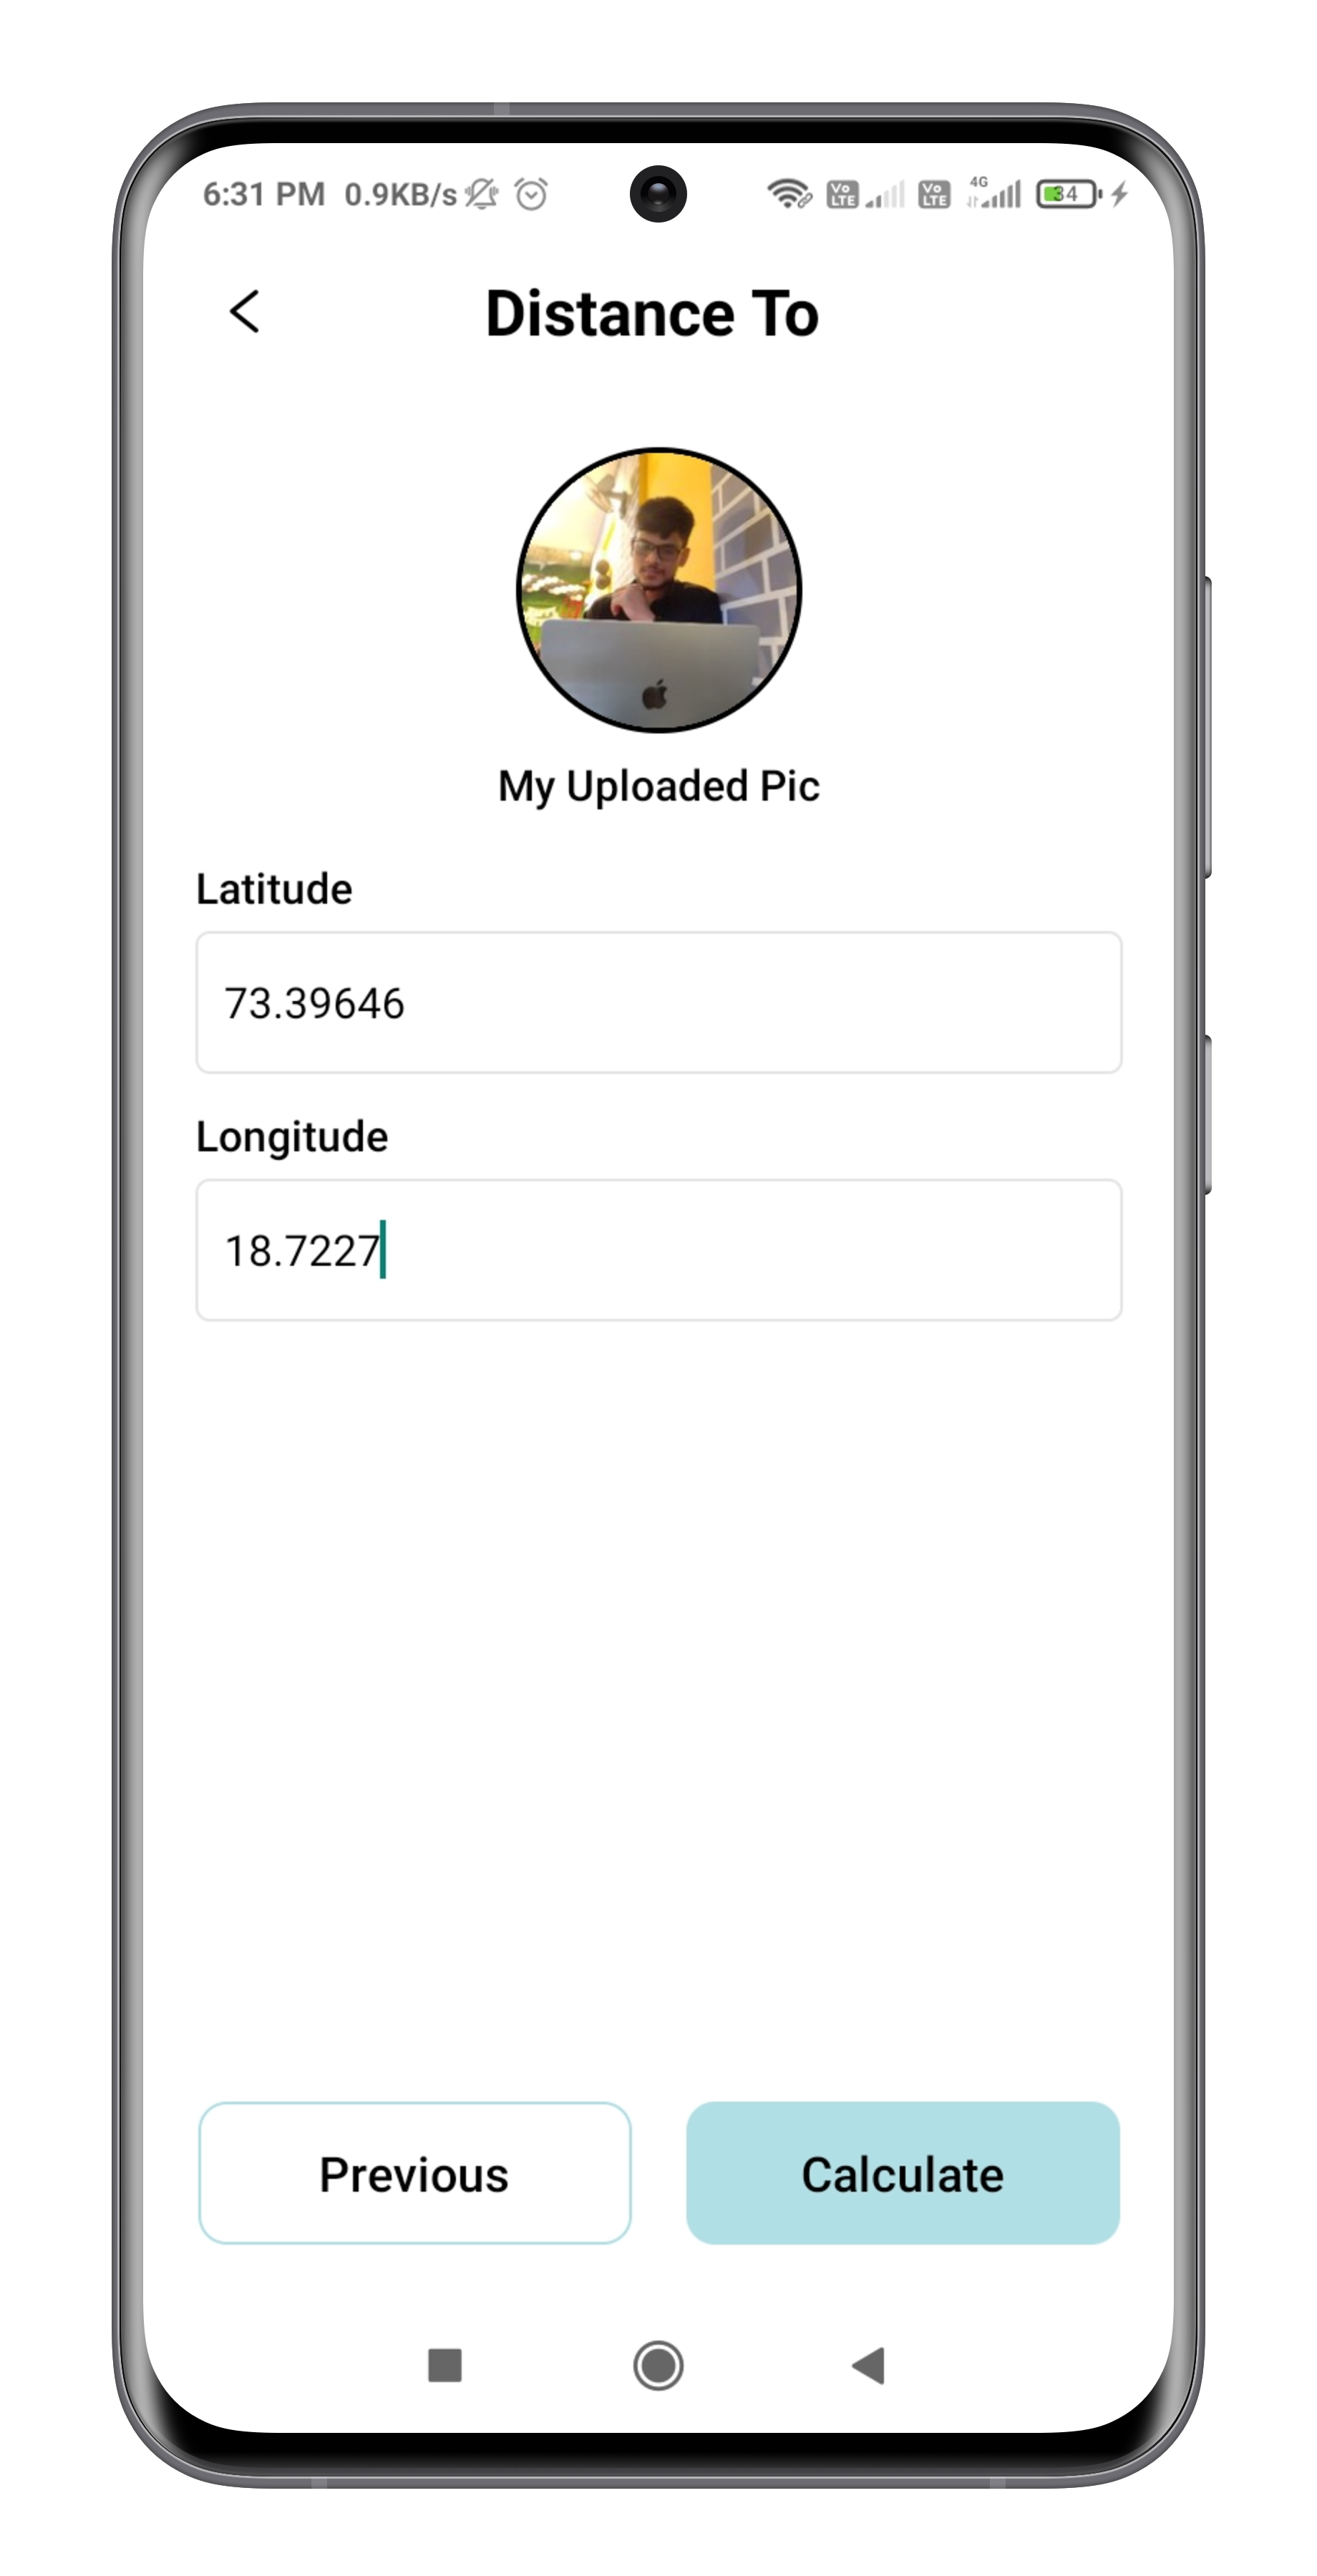 6:31 PM 0.9KB/s Vo LTE Vo LTE 4G 34
Distance To
My Uploaded Pic
Latitude
73.39646
Longitude
18.7227
Previous Calculate